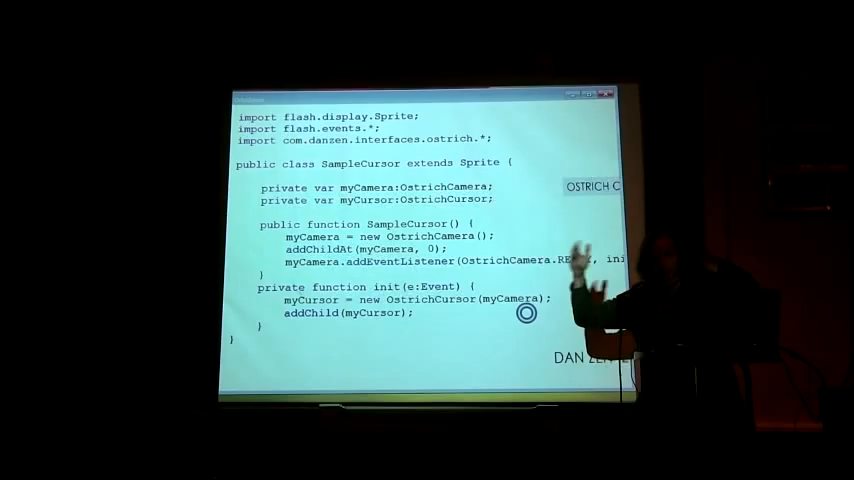 import flash.display.Sprite;
import flash.events.*;
import com.danzen.interfaces.ostrich.*;
public class SampleCursor extends Sprite {
private var myCamera:OstrichCamera;
private var myCursor:OstrichCursor;
OSTRICH C
public function SampleCursor() {
myCamera = new OstrichCamera();
addChildAt(myCamera, 0);
myCamera.addEventListener(OstrichCamera. ini
}
private function init(e:Event) {
myCursor = new OstrichCursor(myCamera);
addChild(myCursor);
}
}
DAN